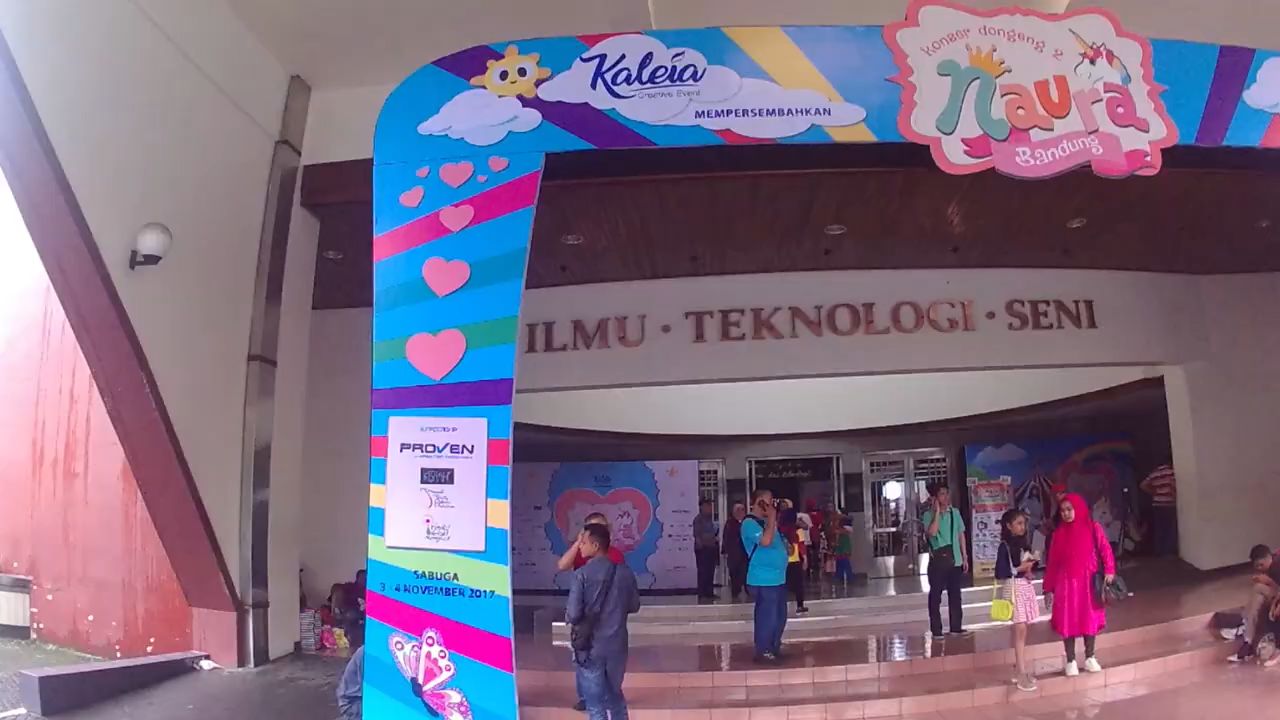 Kaleia
Creative Event
MEMPERSEMBAHKAN
Konser dongeng 2
naura
Bandung
ILMU · TEKNOLOGI · SENI
PROVEN
SABUGA
3 - 4 NOVEMBER 2017